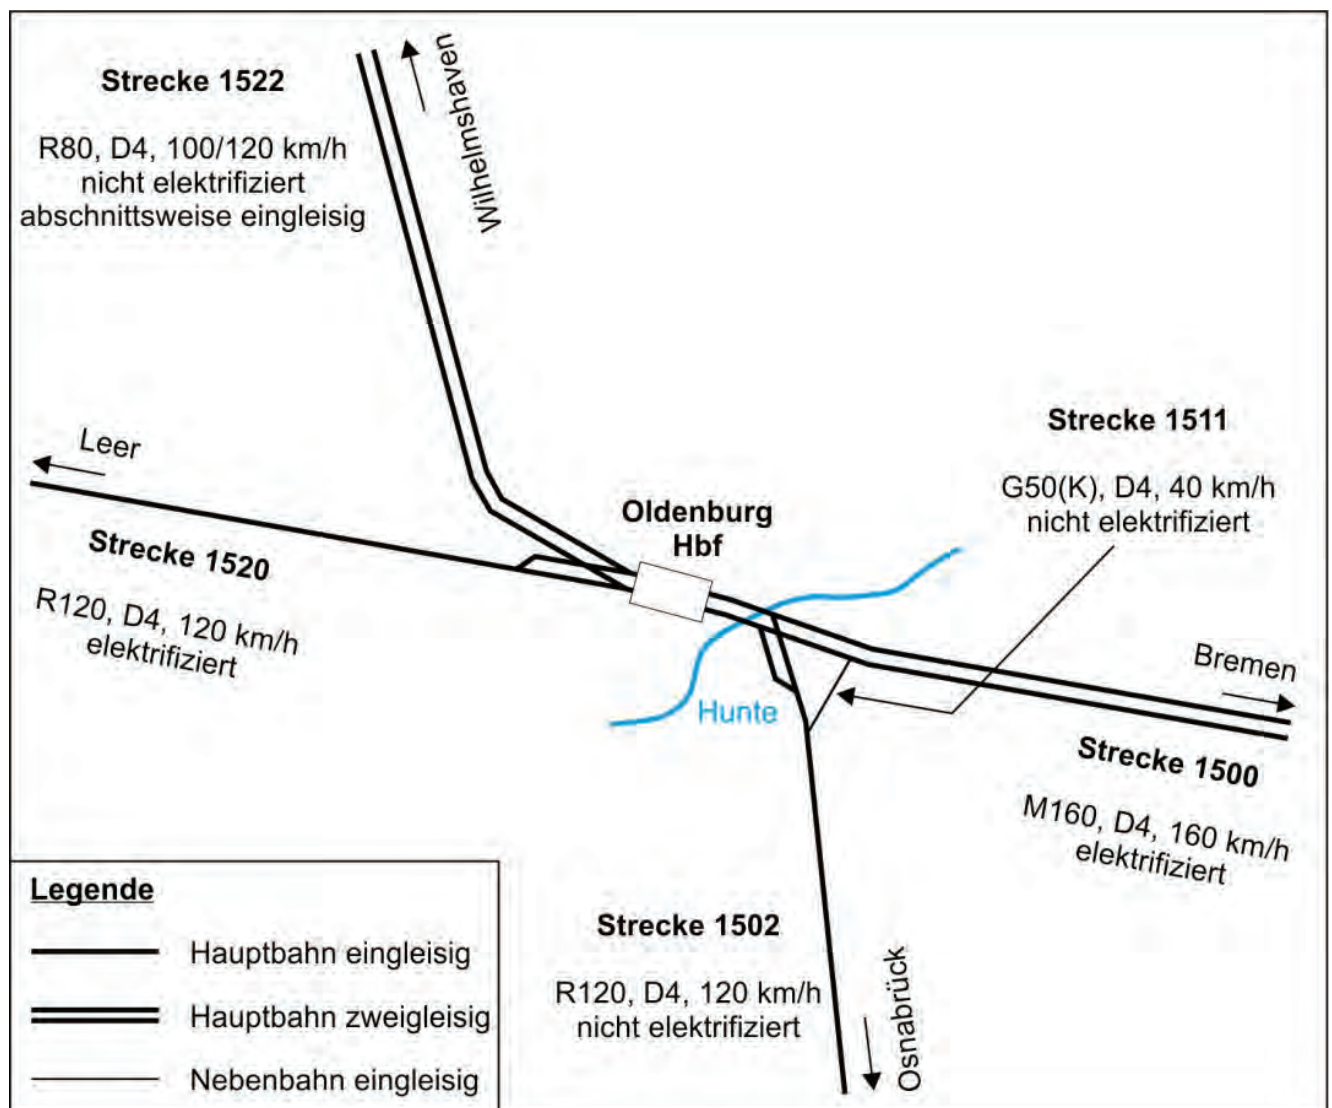 Strecke 1522
R80, D4, 100/120 km/h
nicht elektrifiziert
abschnittsweise eingleisig
Wilhelmshaven
Leer
Strecke 1520
R120, D4, 120 km/h
elektrifiziert
Oldenburg
Hbf
Strecke 1511
G50(K), D4, 40 km/h
nicht elektrifiziert
Hunte
Bremen
Strecke 1500
M160, D4, 160 km/h
elektrifiziert
Strecke 1502
R120, D4, 120 km/h
nicht elektrifiziert
Osnabrück
Legende
Hauptbahn eingleisig
Hauptbahn zweigleisig
Nebenbahn eingleisig